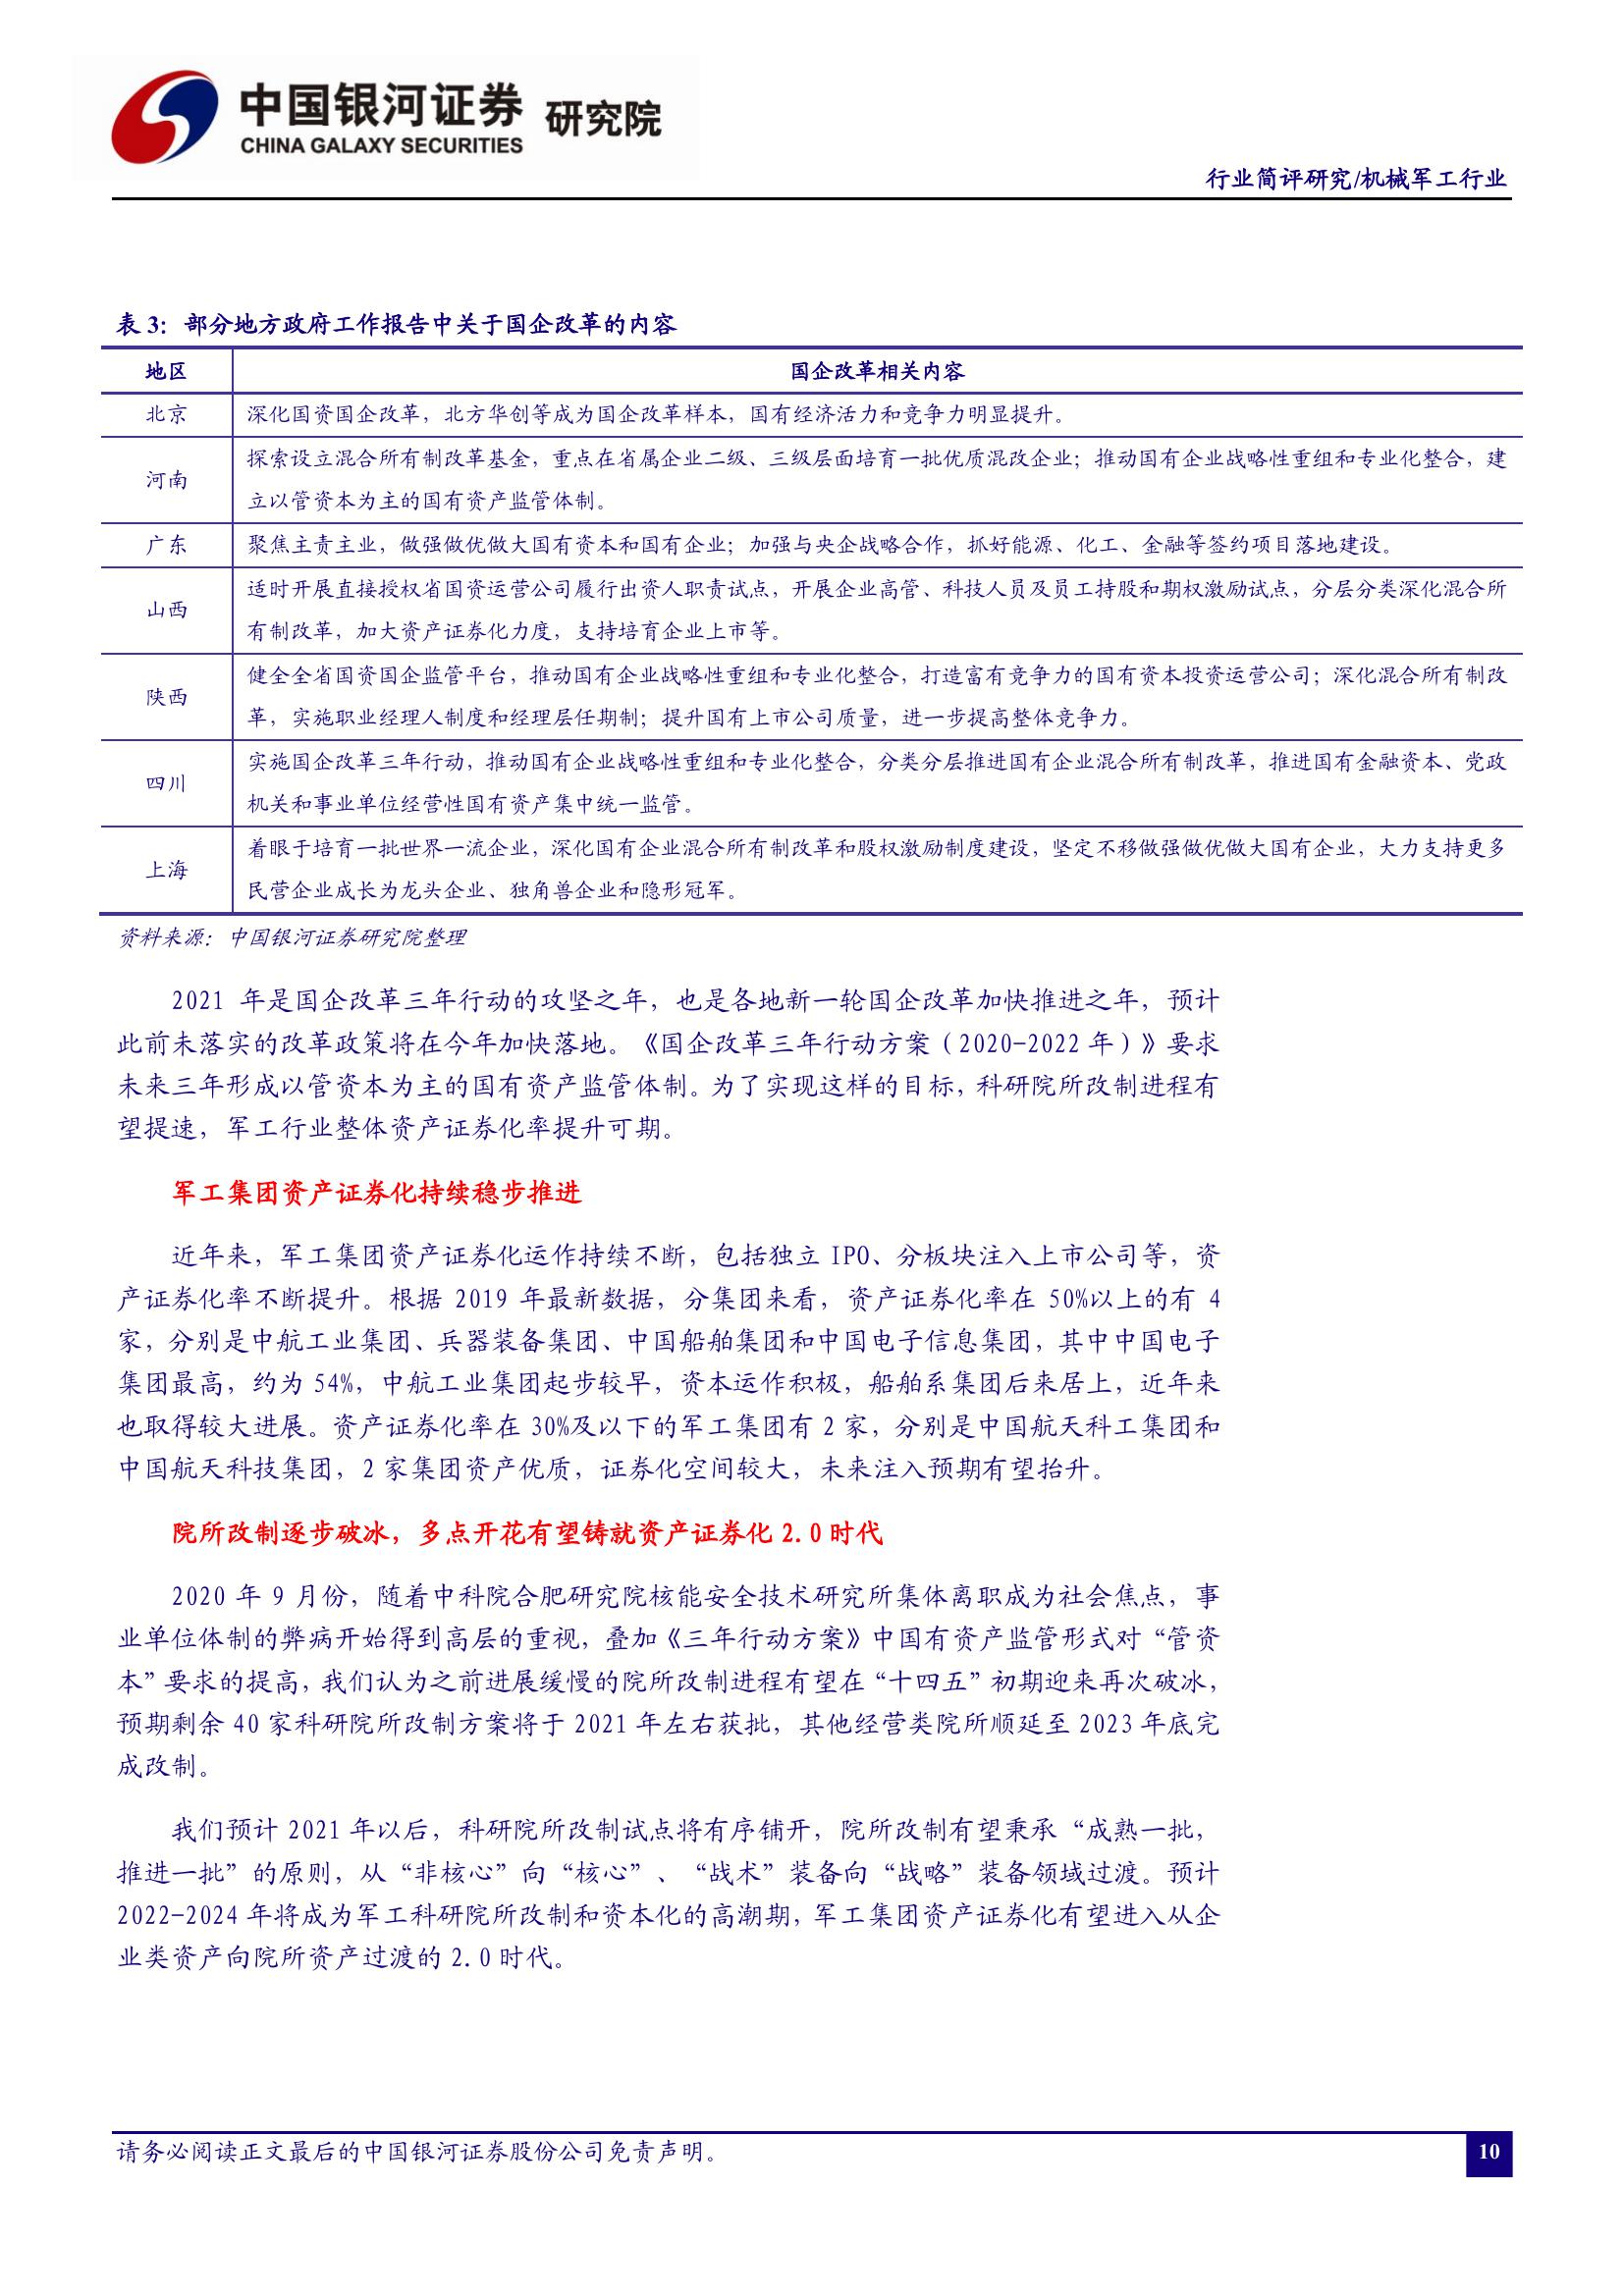 中国银河证券 研究院
CHINA GALAXY SECURITIES
行业简评研究/机械军工行业
表 3：部分地方政府工作报告中关于国企改革的内容
地区 国企改革相关内容
北京 深化国资国企改革，北方华创等成为国企改革样本，国有经济活力和竞争力明显提升。
河南 探索设立混合所有制改革基金，重点在省属企业二级、三级层面培育一批优质混改企业；推动国有企业战略性重组和专业化整合，建
立以管资本为主的国有资产监管体制。
广东 聚焦主责主业，做强做优做大国有资本和国有企业；加强与央企战略合作，抓好能源、化工、金融等签约项目落地建设。
山西 适时开展直接授权省国资运营公司履行出资人职责试点，开展企业高管、科技人员及员工持股和期权激励试点，分层分类深化混合所
有制改革，加大资产证券化力度，支持培育企业上市等。
陕西 健全全省国资国企监管平台，推动国有企业战略性重组和专业化整合，打造富有竞争力的国有资本投资运营公司；深化混合所有制改
革，实施职业经理人制度和经理层任期制；提升国有上市公司质量，进一步提高整体竞争力。
四川 实施国企改革三年行动，推动国有企业战略性重组和专业化整合，分类分层推进国有企业混合所有制改革，推进国有金融资本、党政
机关和事业单位经营性国有资产集中统一监管。
上海 着眼于培育一批世界一流企业，深化国有企业混合所有制改革和股权激励制度建设，坚定不移做强做优做大国有企业，大力支持更多
民营企业成长为龙头企业、独角兽企业和隐形冠军。
资料来源：中国银河证券研究院整理
2021 年是国企改革三年行动的攻坚之年，也是各地新一轮国企改革加快推进之年，预计
此前未落实的改革政策将在今年加快落地。《国企改革三年行动方案（2020-2022 年）》要求
未来三年形成以管资本为主的国有资产监管体制。为了实现这样的目标，科研院所改制进程有
望提速，军工行业整体资产证券化率提升可期。
军工集团资产证券化持续稳步推进
近年来，军工集团资产证券化运作持续不断，包括独立 IPO、分板块注入上市公司等，资
产证券化率不断提升。根据 2019 年最新数据，分集团来看，资产证券化率在 50%以上的有 4
家，分别是中航工业集团、兵器装备集团、中国船舶集团和中国电子信息集团，其中中国电子
集团最高，约为 54%，中航工业集团起步较早，资本运作积极，船舶系集团后来居上，近年来
也取得较大进展。资产证券化率在 30%及以下的军工集团有 2 家，分别是中国航天科工集团和
中国航天科技集团，2 家集团资产优质，证券化空间较大，未来注入预期有望抬升。
院所改制逐步破冰，多点开花有望铸就资产证券化 2.0 时代
2020 年 9 月份，随着中科院合肥研究院核能安全技术研究所集体离职成为社会焦点，事
业单位体制的弊病开始得到高层的重视，叠加《三年行动方案》中国有资产监管形式对“管资
本”要求的提高，我们认为之前进展缓慢的院所改制进程有望在“十四五”初期迎来再次破冰，
预期剩余 40 家科研院所改制方案将于 2021 年左右获批，其他经营类院所顺延至 2023 年底完
成改制。
我们预计 2021 年以后，科研院所改制试点将有序铺开，院所改制有望秉承“成熟一批，
推进一批”的原则，从“非核心”向“核心”、“战术”装备向“战略”装备领域过渡。预计
2022-2024 年将成为军工科研院所改制和资本化的高潮期，军工集团资产证券化有望进入从企
业类资产向院所资产过渡的 2.0 时代。
请务必阅读正文最后的中国银河证券股份公司免责声明。
10